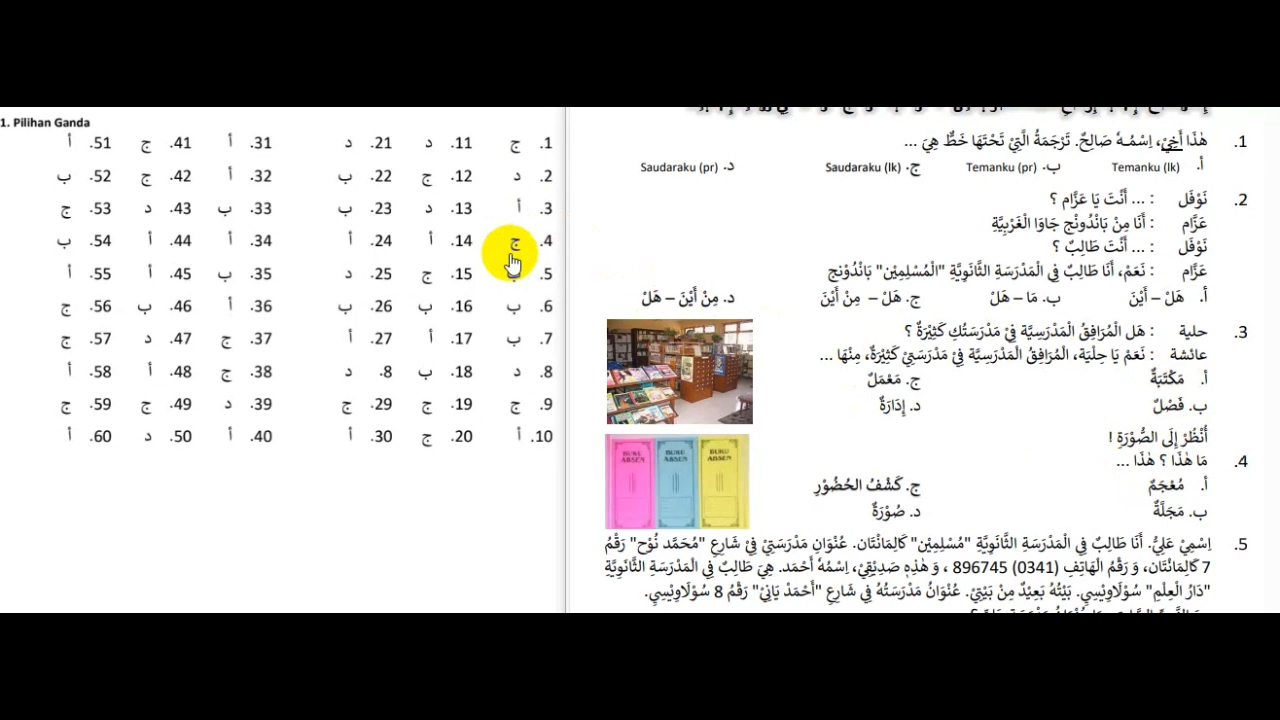 1. Pilihan Ganda
1. ج 11. د 21. د 31. أ 41. ج 51. أ
2. د 12. ج 22. ب 32. أ 42. ج 52. ب
3. أ 13. د 23. ب 33. ب 43. د 53. ج
4. ج 14. أ 24. أ 34. أ 44. أ 54. ب
5. 15. ج 25. د 35. ب 45. أ 55. أ
6. ب 16. ب 26. ب 36. أ 46. ب 56. ج
7. ب 17. أ 27. أ 37. ج 47. د 57. ج
8. د 18. ب 8. د 38. ج 48. أ 58. أ
9. ج 19. ج 29. ج 39. د 49. د 59. ج
10. أ 20. ج 30. أ 40. أ 50. د 60. أ
1. هٰذَا أَخِيْ، اِسْمُهٗ صَالِحٌ. تَرْجَمَةُ الَّتِيْ تَحْتَهَا خَطٌّ هِيَ ...
أ. Temanku (lk) ب. Temanku (pr) ج. Saudaraku (lk) د. Saudaraku (pr)
2. نَوْفَل : ... أَنْتَ يَا عَزَّام ؟
عَزَّام : أَنَا مِنْ بَانْدُونْج جَاوَا الْغَرْبِيَّةِ
نَوْفَل : ... أَنْتَ طَالِبٌ ؟
عَزَّام : نَعَمْ، أَنَا طَالِبٌ فِي الْمَدْرَسَةِ الثَّانَوِيَّةِ "الْمُسْلِمِيْن" بَانْدُوْنج
أ. هَلْ – أَيْنَ ب. مَا – هَلْ ج. هَلْ – مِنْ أَيْنَ د. مِنْ أَيْنَ – هَلْ
3. حلية : هَل الْمُرَافِقُ الْمَدْرَسِيَّة فِيْ مَدْرَسَتُكِ كَثِيْرَةٌ ؟
عائشة : نَعَمْ يَا حِلْيَة، الْمُرَافِقُ الْمَدْرَسِيَّة فِيْ مَدْرَسَتِيْ كَثِيْرَةٌ، مِنْهَا ...
أ. مَكْتَبَةٌ ج. مَعْمَلٌ
ب. فَصْلٌ د. إِدَارَةٌ
أُنْظُرْ إِلَى الصُّوْرَةِ !
4. مَا هٰذَا ؟ هٰذَا ...
أ. مُعْجَمٌ ج. كَشْفُ الحُضُوْرِ
ب. مَجَلَّةٌ د. صُوْرَةٌ
BUKU ABSEN BUKU ABSEN BUKU ABSEN
5. اِسْمِيْ عَلِيٌّ. أَنَا طَالِبٌ فِي الْمَدْرَسَةِ الثَّانَوِيَّةِ "مُسْلِمِيْن" كَالِمَانْتَان. عُنْوَانِ مَدْرَسَتِيْ فِيْ شَارِعِ "مُحَمَّد نُوْح" رَقْمُ
7 كَالِمَانْتَان، وَ رَقْمُ الْهَاتِفِ (0341) 896745 ، وَ هٰذِهِ صَدِيْقِيْ، اِسْمُهُ أَحْمَد. هِيَ طَالِبٌ فِي الْمَدْرَسَةِ الثَّانَوِيَّةِ
"دَارُ الْعِلْمِ" سُوْلَاوِيْسِي. بَيْتُهُ بَعِيْدٌ مِنْ بَيْتِيْ. عُنْوَانُ مَدْرَسَتُهُ فِي شَارِعِ "أَحْمَدْ يَانِيْ" رَقْمُ 8 سُوْلَاوِيْسِي.